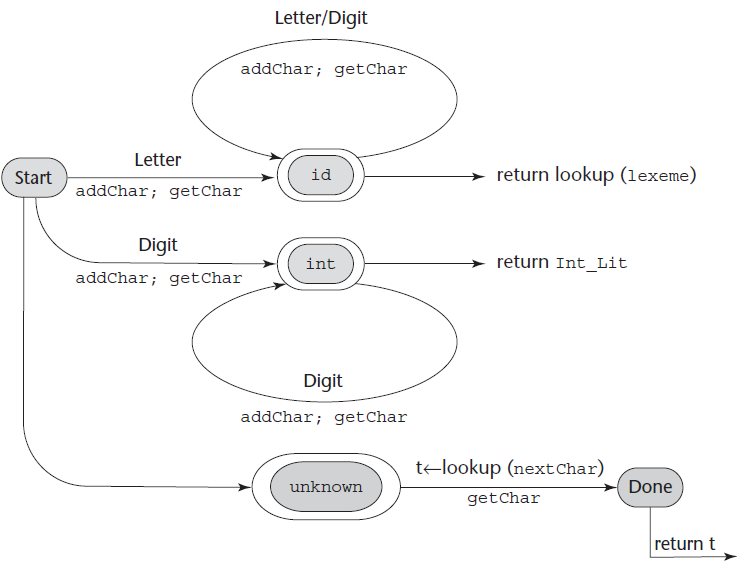 Letter/Digit
addChar; getChar
Letter
Start
addChar; getChar
id
return lookup (lexeme)
Digit
addChar; getChar
int
return Int_Lit
Digit
addChar; getChar
unknown
t←lookup (nextChar)
getChar
Done
return t